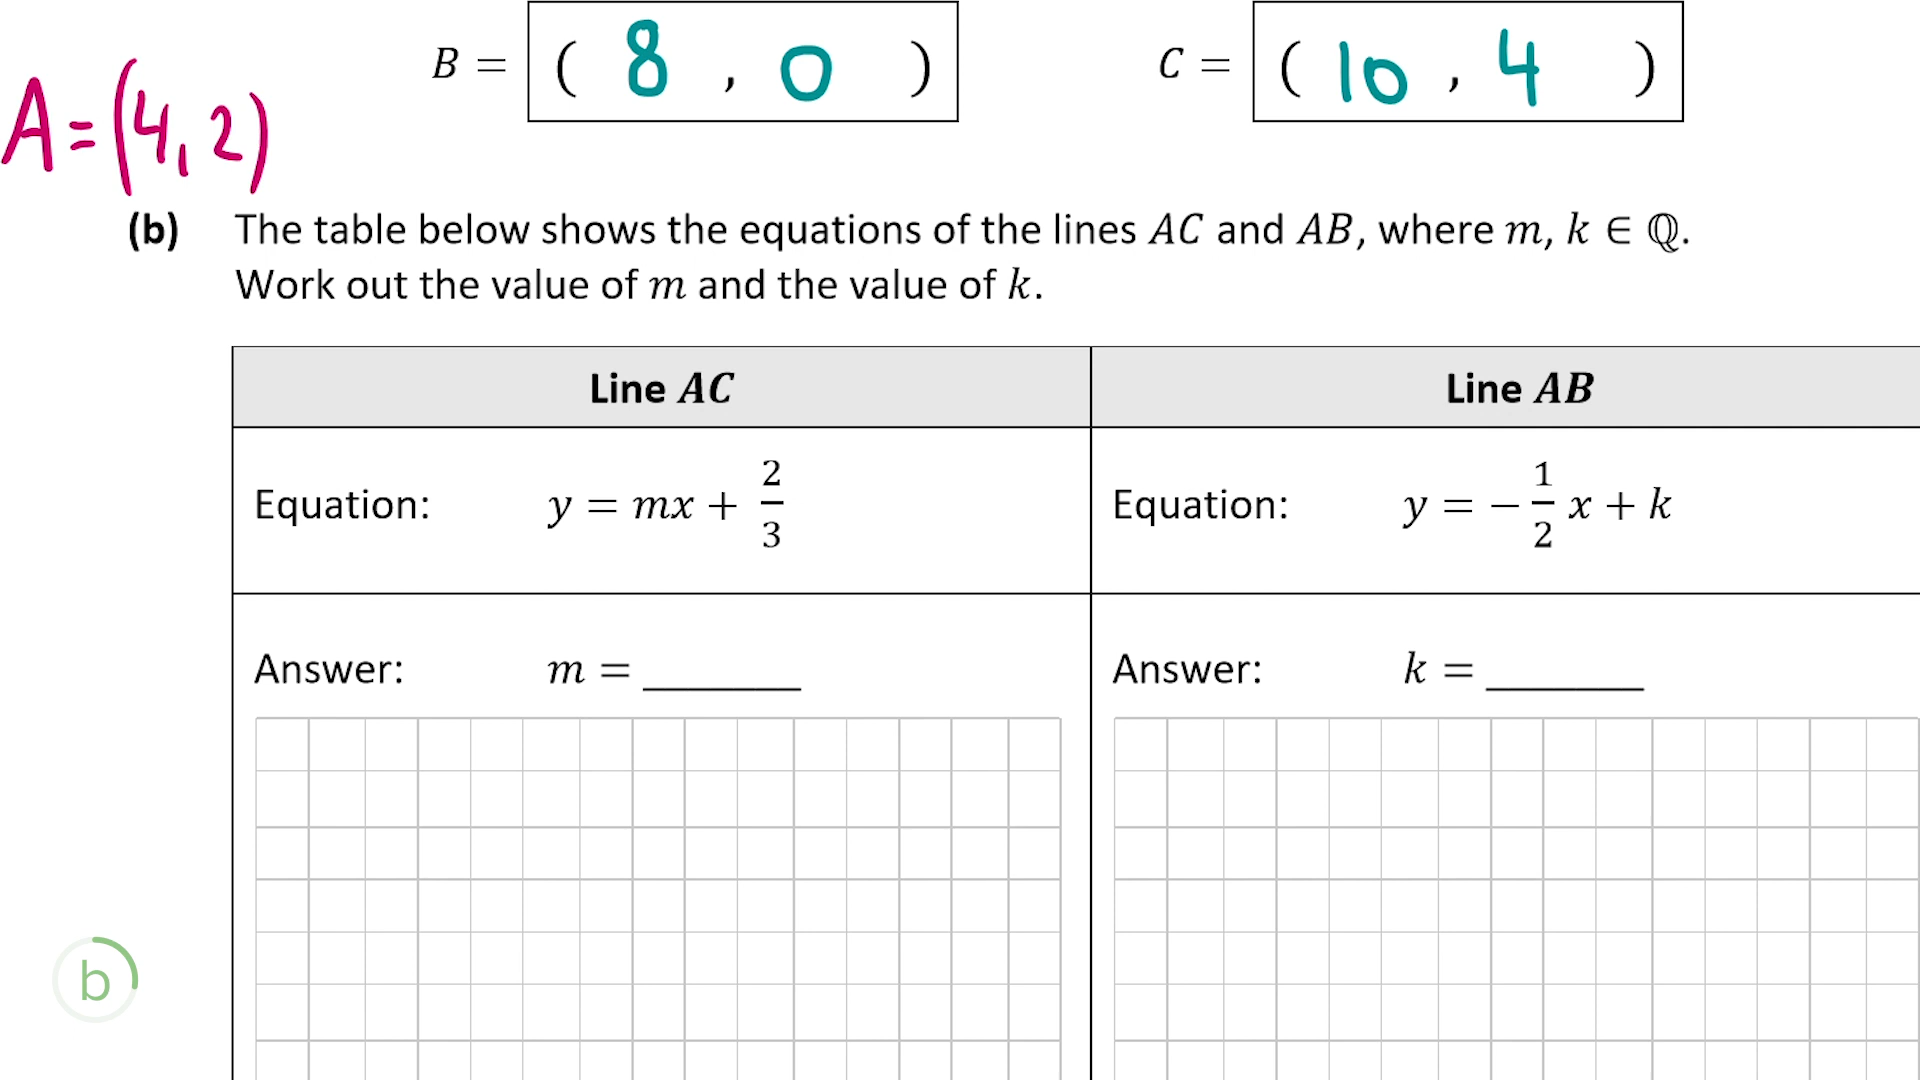 B = ( 8 , 0 ) C = ( 10 , 4 )
A = (4, 2)
(b) The table below shows the equations of the lines AC and AB, where m, k ∈ ℚ.
Work out the value of m and the value of k.
Line AC Line AB
Equation: y = mx + 2/3 Equation: y = − 1/2 x + k
Answer: m = ______ Answer: k = ______
b